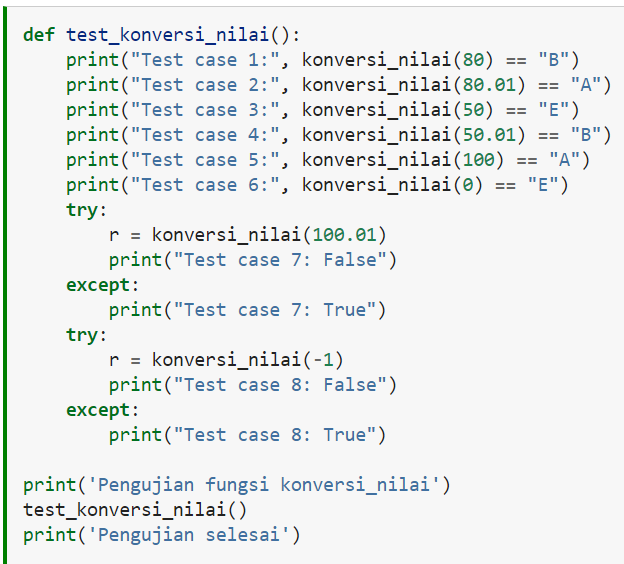 def test_konversi_nilai():
    print("Test case 1:", konversi_nilai(80) == "B")
    print("Test case 2:", konversi_nilai(80.01) == "A")
    print("Test case 3:", konversi_nilai(50) == "E")
    print("Test case 4:", konversi_nilai(50.01) == "B")
    print("Test case 5:", konversi_nilai(100) == "A")
    print("Test case 6:", konversi_nilai(0) == "E")
    try:
        r = konversi_nilai(100.01)
        print("Test case 7: False")
    except:
        print("Test case 7: True")
    try:
        r = konversi_nilai(-1)
        print("Test case 8: False")
    except:
        print("Test case 8: True")

print('Pengujian fungsi konversi_nilai')
test_konversi_nilai()
print('Pengujian selesai')